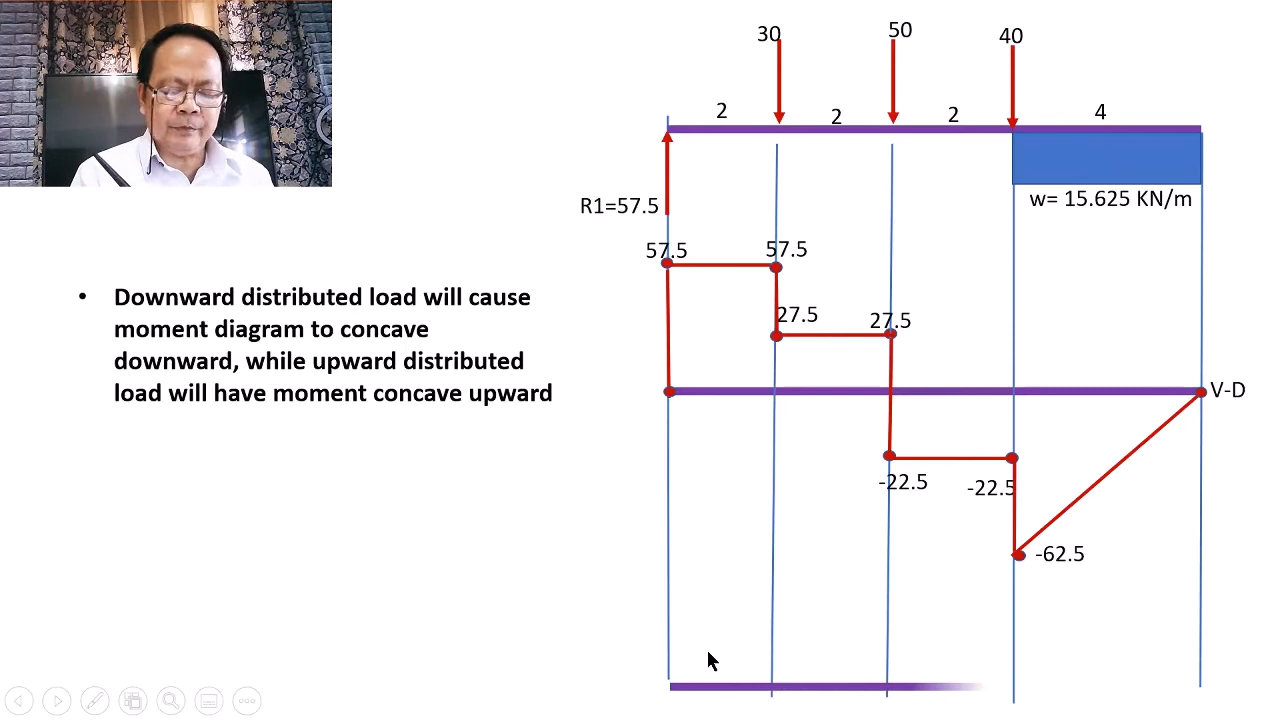 30
50
40
2
2
2
4
w= 15.625 KN/m
R1=57.5
57.5
57.5
27.5
27.5
• Downward distributed load will cause
moment diagram to concave
downward, while upward distributed
load will have moment concave upward
V-D
-22.5
-22.5
-62.5